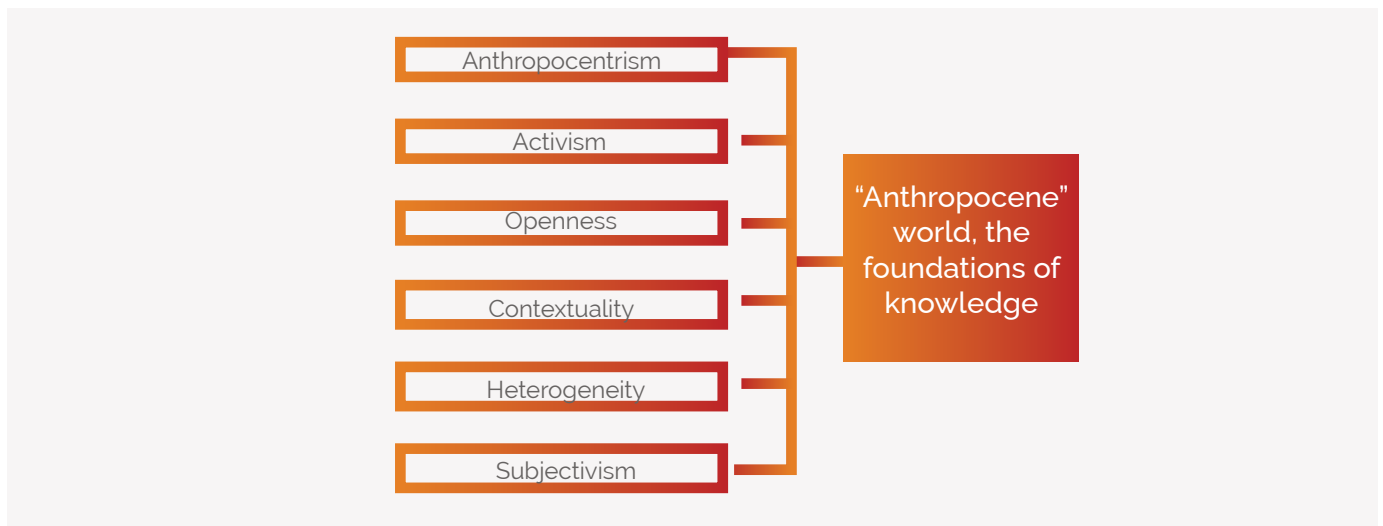 Anthropocentrism
Activism
Openness
Contextuality
Heterogeneity
Subjectivism
“Anthropocene”
world, the
foundations of
knowledge